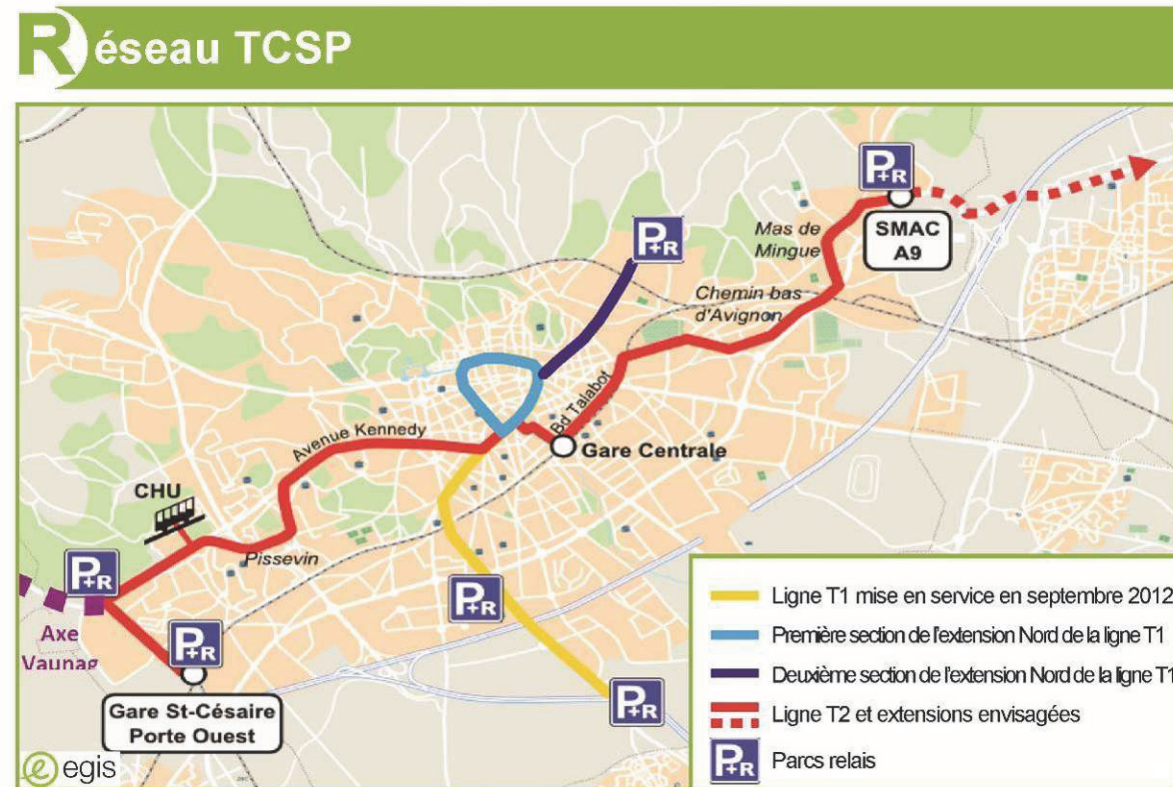 Réseau TCSP
P+R
P+R
SMAC
A9
Mas de
Mingue
Chemin bas
d'Avignon
Bd Talabot
Avenue Kennedy
Gare Centrale
CHU
Pissevin
P+R
P+R
P+R
P+R
Axe
Vaunag
Gare St-Césaire
Porte Ouest
egis
Ligne T1 mise en service en septembre 2012
Première section de l'extension Nord de la ligne T1
Deuxième section de l'extension Nord de la ligne T1
Ligne T2 et extensions envisagées
P+R Parcs relais